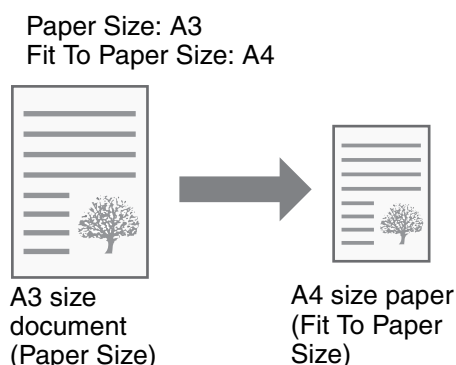 Paper Size: A3
Fit To Paper Size: A4
A3 size
document
(Paper Size)
A4 size paper
(Fit To Paper
Size)